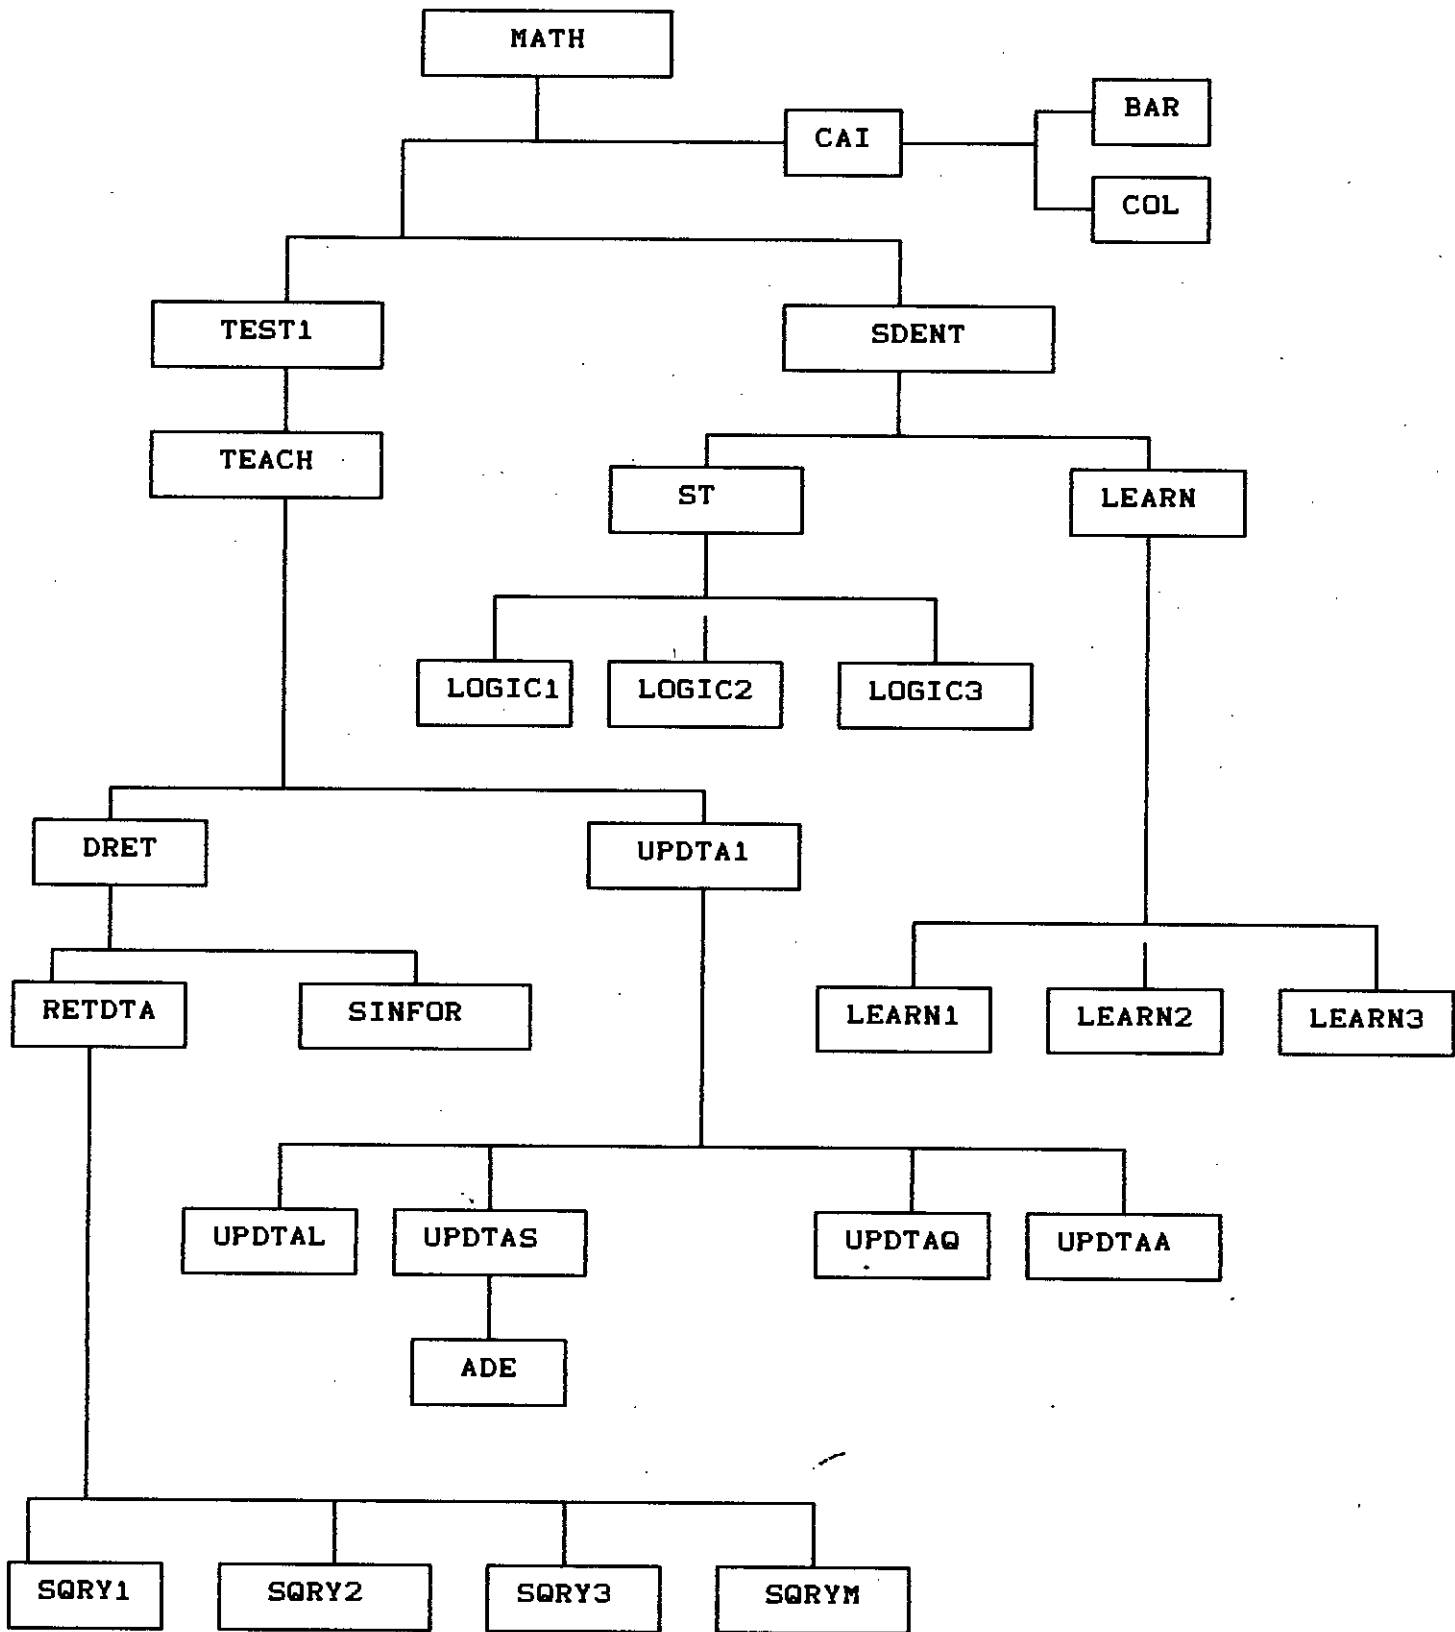 MATH
BAR
CAI
COL
TEST1
SDENT
TEACH
ST
LEARN
LOGIC1
LOGIC2
LOGIC3
DRET
UPDTA1
RETDTA
SINFOR
LEARN1
LEARN2
LEARN3
UPDTAL
UPDTAS
UPDTAQ
UPDTAA
ADE
SQRY1
SQRY2
SQRY3
SQRYM